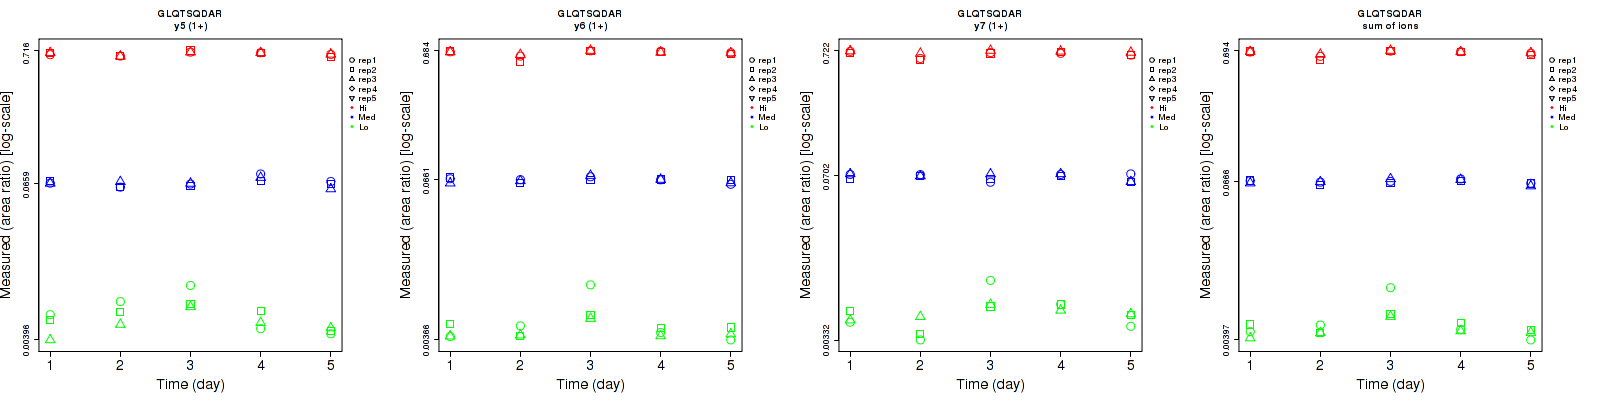 GLQTSQDAR
y5 (1+)
Measured (area ratio) [log-scale]
0.716
0.0659
0.00396
1 2 3 4 5
Time (day)
rep1
rep2
rep3
rep4
rep5
Hi
Med
Lo
GLQTSQDAR
y6 (1+)
Measured (area ratio) [log-scale]
0.684
0.0661
0.00366
1 2 3 4 5
Time (day)
rep1
rep2
rep3
rep4
rep5
Hi
Med
Lo
GLQTSQDAR
y7 (1+)
Measured (area ratio) [log-scale]
0.722
0.0702
0.00332
1 2 3 4 5
Time (day)
rep1
rep2
rep3
rep4
rep5
Hi
Med
Lo
GLQTSQDAR
sum of ions
Measured (area ratio) [log-scale]
0.694
0.0666
0.00397
1 2 3 4 5
Time (day)
rep1
rep2
rep3
rep4
rep5
Hi
Med
Lo